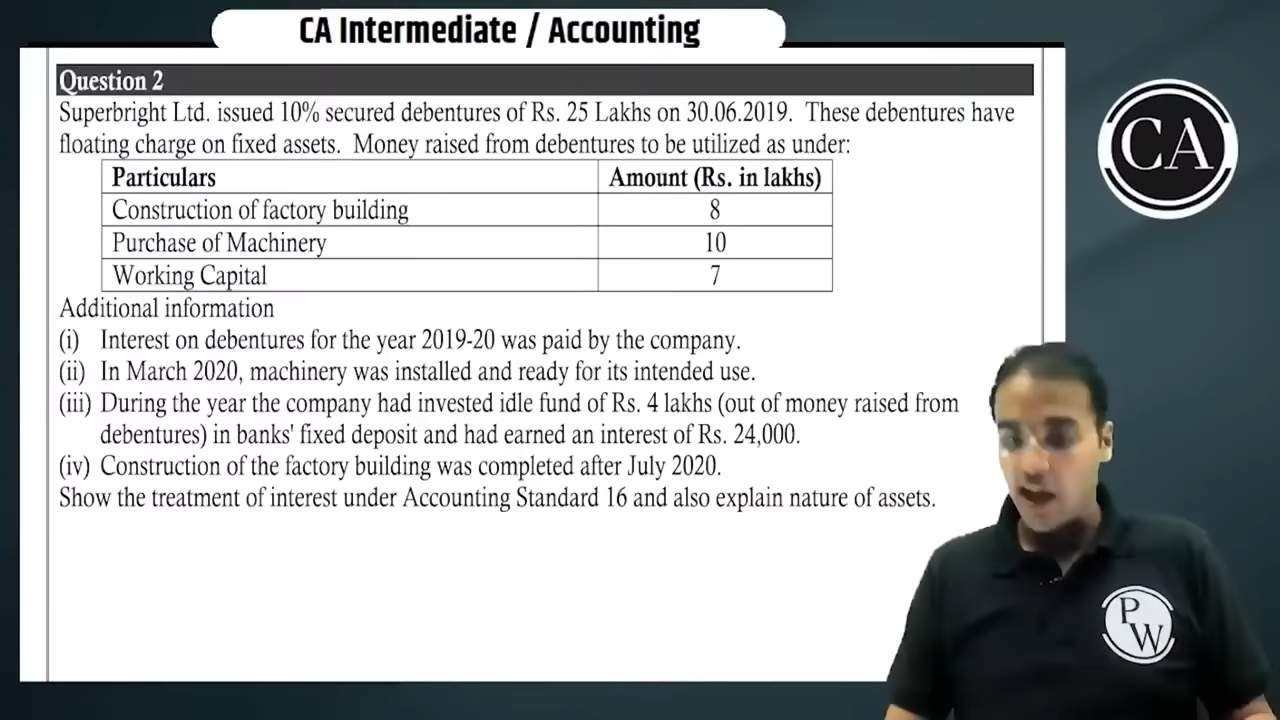 CA Intermediate / Accounting
Question 2
Superbright Ltd. issued 10% secured debentures of Rs. 25 Lakhs on 30.06.2019. These debentures have
floating charge on fixed assets. Money raised from debentures to be utilized as under:
Particulars Amount (Rs. in lakhs)
Construction of factory building 8
Purchase of Machinery 10
Working Capital 7
Additional information
(i) Interest on debentures for the year 2019-20 was paid by the company.
(ii) In March 2020, machinery was installed and ready for its intended use.
(iii) During the year the company had invested idle fund of Rs. 4 lakhs (out of money raised from
debentures) in banks' fixed deposit and had earned an interest of Rs. 24,000.
(iv) Construction of the factory building was completed after July 2020.
Show the treatment of interest under Accounting Standard 16 and also explain nature of assets.
CA
P
W